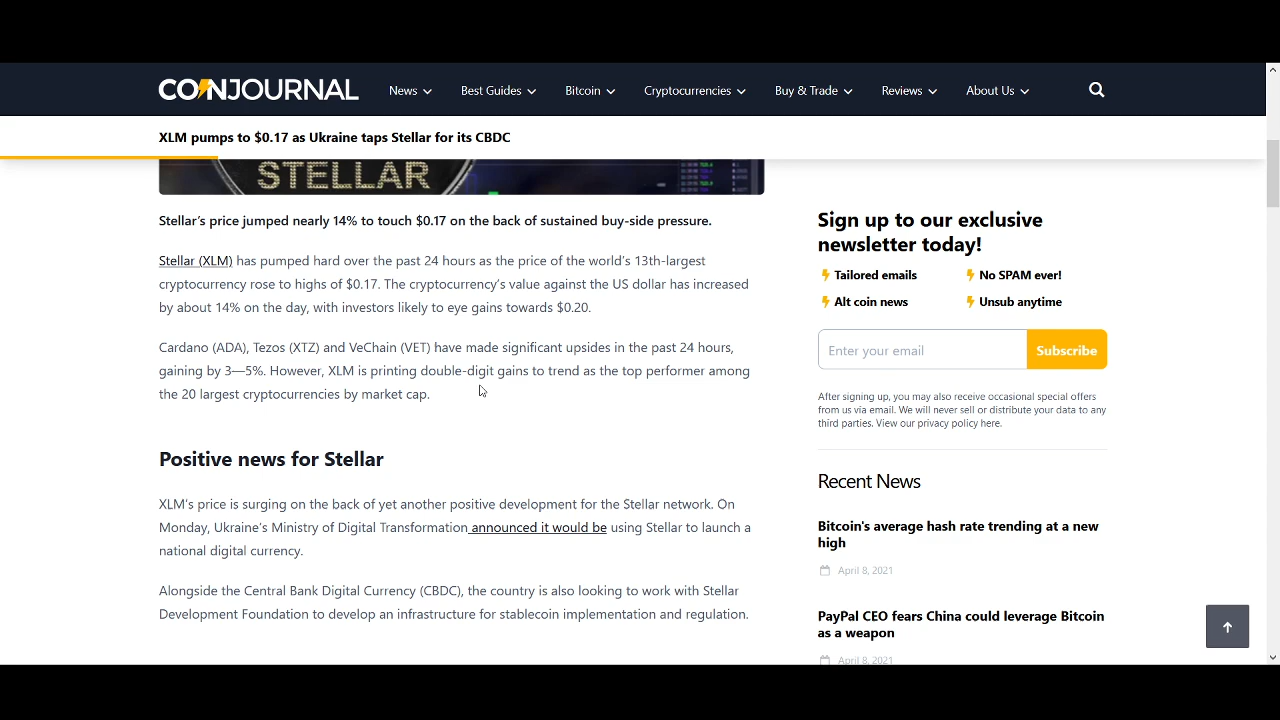 COINJOURNAL
News
Best Guides
Bitcoin
Cryptocurrencies
Buy & Trade
Reviews
About Us
XLM pumps to $0.17 as Ukraine taps Stellar for its CBDC
STELLAR
Stellar’s price jumped nearly 14% to touch $0.17 on the back of sustained buy-side pressure.
Stellar (XLM) has pumped hard over the past 24 hours as the price of the world’s 13th-largest
cryptocurrency rose to highs of $0.17. The cryptocurrency’s value against the US dollar has increased
by about 14% on the day, with investors likely to eye gains towards $0.20.
Cardano (ADA), Tezos (XTZ) and VeChain (VET) have made significant upsides in the past 24 hours,
gaining by 3—5%. However, XLM is printing double-digit gains to trend as the top performer among
the 20 largest cryptocurrencies by market cap.
Positive news for Stellar
XLM’s price is surging on the back of yet another positive development for the Stellar network. On
Monday, Ukraine’s Ministry of Digital Transformation announced it would be using Stellar to launch a
national digital currency.
Alongside the Central Bank Digital Currency (CBDC), the country is also looking to work with Stellar
Development Foundation to develop an infrastructure for stablecoin implementation and regulation.
Sign up to our exclusive
newsletter today!
Tailored emails
No SPAM ever!
Alt coin news
Unsub anytime
Enter your email
Subscribe
After signing up, you may also receive occasional special offers
from us via email. We will never sell or distribute your data to any
third parties. View our privacy policy here.
Recent News
Bitcoin's average hash rate trending at a new
high
April 8, 2021
PayPal CEO fears China could leverage Bitcoin
as a weapon
April 8, 2021